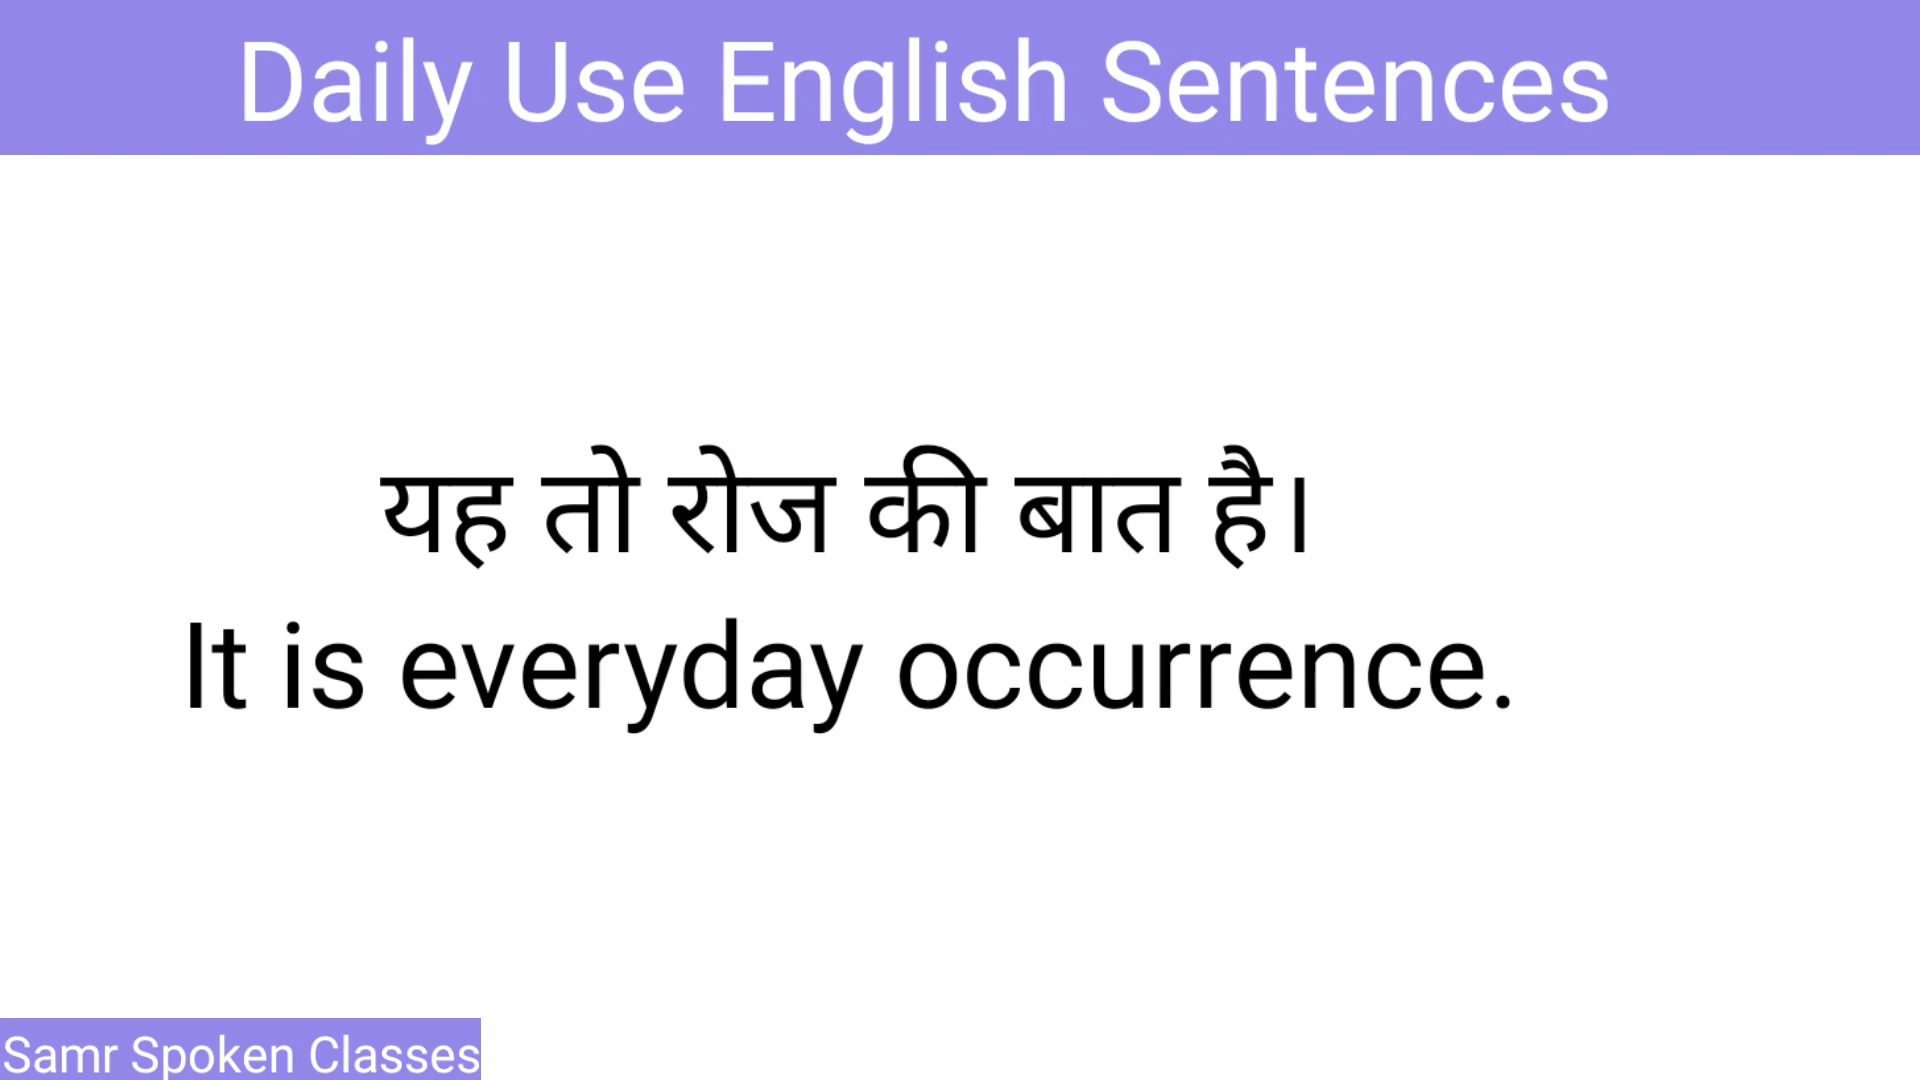 Daily Use English Sentences
यह तो रोज की बात है।
It is everyday occurrence.
Samr Spoken Classes